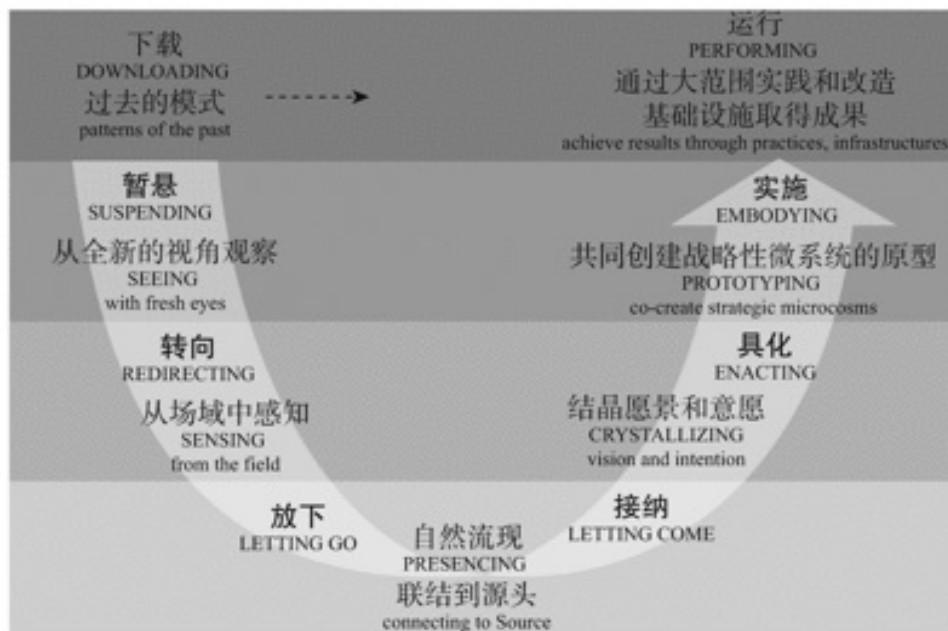 下载
DOWNLOADING
过去的模式
patterns of the past
运行
PERFORMING
通过大范围实践和改造
基础设施取得成果
achieve results through practices, infrastructures
暂悬
SUSPENDING
从全新的视角观察
SEEING
with fresh eyes
实施
EMBODYING
共同创建战略性微系统的原型
PROTOTYPING
co-create strategic microcosms
转向
REDIRECTING
从场域中感知
SENSING
from the field
具化
ENACTING
结晶愿景和意愿
CRYSTALLIZING
vision and intention
放下
LETTING GO
自然流现
PRESENCING
联结到源头
connecting to Source
接纳
LETTING COME